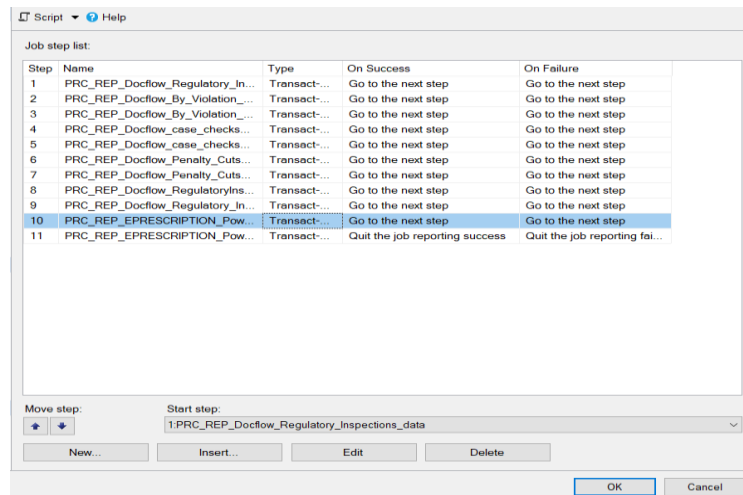 Script Help
Job step list:
Step Name Type On Success On Failure
1 PRC_REP_Docflow_Regulatory_In... Transact-... Go to the next step Go to the next step
2 PRC_REP_Docflow_By_Violation_... Transact-... Go to the next step Go to the next step
3 PRC_REP_Docflow_By_Violation_... Transact-... Go to the next step Go to the next step
4 PRC_REP_Docflow_case_checks... Transact-... Go to the next step Go to the next step
5 PRC_REP_Docflow_case_checks... Transact-... Go to the next step Go to the next step
6 PRC_REP_Docflow_Penalty_Cuts... Transact-... Go to the next step Go to the next step
7 PRC_REP_Docflow_Penalty_Cuts... Transact-... Go to the next step Go to the next step
8 PRC_REP_Docflow_RegulatoryIns... Transact-... Go to the next step Go to the next step
9 PRC_REP_Docflow_Regulatory_In... Transact-... Go to the next step Go to the next step
10 PRC_REP_EPRESCRIPTION_Pow... Transact-... Go to the next step Go to the next step
11 PRC_REP_EPRESCRIPTION_Pow... Transact-... Quit the job reporting success Quit the job reporting fai...
Move step: Start step:
1:PRC_REP_Docflow_Regulatory_Inspections_data
New... Insert... Edit Delete
OK Cancel